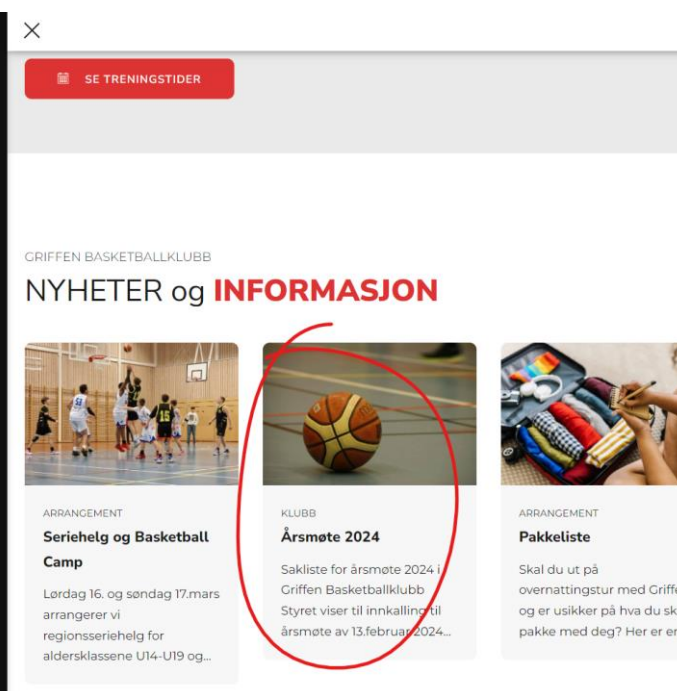 SE TRENINGSTIDER
GRIFFEN BASKETBALLKLUBB
NYHETER og INFORMASJON
ARRANGEMENT
Seriehelg og Basketball
Camp
Lørdag 16. og søndag 17.mars
arrangerer vi
regionsseriehelg for
aldersklassene U14-U19 og...
KLUBB
Årsmøte 2024
Sakliste for årsmøte 2024 i
Griffen Basketballklubb
Styret viser til innkalling til
årsmøte av 13.februar 2024...
ARRANGEMENT
Pakkeliste
Skal du ut på
overnattingstur med Griffe
og er usikker på hva du sk
pakke med deg? Her er er